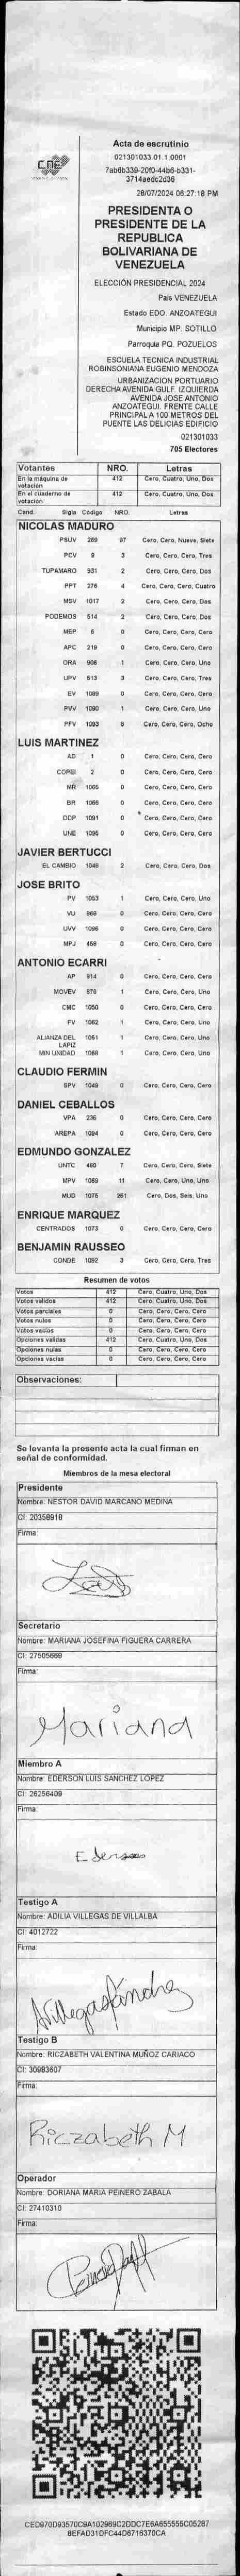 CNE
Acta de escrutinio
021301033.01.1.0001
7ab6b339-20f9-44b6-b331-
3714aedc2d36
28/07/2024 06:27:16 PM
PRESIDENTA O
PRESIDENTE DE LA
REPUBLICA
BOLIVARIANA DE
VENEZUELA
ELECCIÓN PRESIDENCIAL 2024
Pais VENEZUELA
Estado EDO. ANZOATEGUI
Municipio MP. SOTILLO
Parroquia PQ. POZUELOS
ESCUELA TECNICA INDUSTRIAL
ROBINSONIANA EUGENIO MENDOZA
URBANIZACION PORTUARIO
DERECHA AVENIDA GULF. IZQUIERDA
AVENIDA JOSE ANTONIO
ANZOATEGUI. FRENTE CALLE
PRINCIPAL A 100 METROS DEL
PUENTE LAS DELICIAS EDIFICIO
021301033
705 Electores
Votantes NRO. Letras
En la máquina de votación 412 Cero, Cuatro, Uno, Dos
En el cuaderno de votación 412 Cero, Cuatro, Uno, Dos
Cand. Sigla Codigo NRO. Letras
NICOLAS MADURO
PSUV 269 97 Cero, Cero, Nueve, Siete
PCV 9 3 Cero, Cero, Cero, Tres
TUPAMARO 931 2 Cero, Cero, Cero, Dos
PPT 276 4 Cero, Cero, Cero, Cuatro
MSV 1017 2 Cero, Cero, Cero, Dos
PODEMOS 514 2 Cero, Cero, Cero, Dos
MEP 6 0 Cero, Cero, Cero, Cero
APC 219 0 Cero, Cero, Cero, Cero
ORA 906 1 Cero, Cero, Cero, Uno
UPV 613 3 Cero, Cero, Cero, Tres
EV 1089 0 Cero, Cero, Cero, Cero
PVV 1090 1 Cero, Cero, Cero, Uno
PFV 1093 8 Cero, Cero, Cero, Ocho
LUIS MARTINEZ
AD 1 0 Cero, Cero, Cero, Cero
COPEI 2 0 Cero, Cero, Cero, Cero
MR 1065 0 Cero, Cero, Cero, Cero
BR 1066 0 Cero, Cero, Cero, Cero
DDP 1091 0 Cero, Cero, Cero, Cero
UNE 1095 0 Cero, Cero, Cero, Cero
JAVIER BERTUCCI
EL CAMBIO 1048 2 Cero, Cero, Cero, Dos
JOSE BRITO
PV 1053 1 Cero, Cero, Cero, Uno
VU 868 0 Cero, Cero, Cero, Cero
UVV 1096 0 Cero, Cero, Cero, Cero
MPJ 458 0 Cero, Cero, Cero, Cero
ANTONIO ECARRI
AP 914 0 Cero, Cero, Cero, Cero
MOVEV 878 1 Cero, Cero, Cero, Uno
CMC 1050 0 Cero, Cero, Cero, Cero
FV 1062 1 Cero, Cero, Cero, Uno
ALIANZA DEL LAPIZ 1051 1 Cero, Cero, Cero, Uno
MIN UNIDAD 1088 1 Cero, Cero, Cero, Uno
CLAUDIO FERMIN
SPV 1049 0 Cero, Cero, Cero, Cero
DANIEL CEBALLOS
VPA 236 0 Cero, Cero, Cero, Cero
AREPA 1094 0 Cero, Cero, Cero, Cero
EDMUNDO GONZALEZ
UNTC 460 7 Cero, Cero, Cero, Siete
MPV 1089 11 Cero, Cero, Uno, Uno
MUD 1075 261 Cero, Dos, Seis, Uno
ENRIQUE MARQUEZ
CENTRADOS 1073 0 Cero, Cero, Cero, Cero
BENJAMIN RAUSSEO
CONDE 1092 3 Cero, Cero, Cero, Tres
Resumen de votos
Votos 412 Cero, Cuatro, Uno, Dos
Votos validos 412 Cero, Cuatro, Uno, Dos
Votos parciales 0 Cero, Cero, Cero, Cero
Votos nulos 0 Cero, Cero, Cero, Cero
Votos vacios 0 Cero, Cero, Cero, Cero
Opciones validas 412 Cero, Cuatro, Uno, Dos
Opciones nulas 0 Cero, Cero, Cero, Cero
Opciones vacias 0 Cero, Cero, Cero, Cero
Observaciones:
Se levanta la presente acta la cual firman en
señal de conformidad.
Miembros de la mesa electoral
Presidente
Nombre: NESTOR DAVID MARCANO MEDINA
CI: 20358918
Firma:
Secretario
Nombre: MARIANA JOSEFINA FIGUERA CARRERA
CI: 27505669
Firma:
Mariana
Miembro A
Nombre: EDERSON LUIS SANCHEZ LOPEZ
CI: 26256409
Firma:
Ederson
Testigo A
Nombre: ADILIA VILLEGAS DE VILLALBA
CI: 4012722
Firma:
Testigo B
Nombre: RICZABETH VALENTINA MUÑOZ CARIACO
CI: 30983607
Firma:
Riczabeth M
Operador
Nombre: DORIANA MARIA PEINERO ZABALA
CI: 27410310
Firma:
CED970D93570C9A102969C2DDC7E6A655555C05287
8EFAD31DFC44D6716370CA